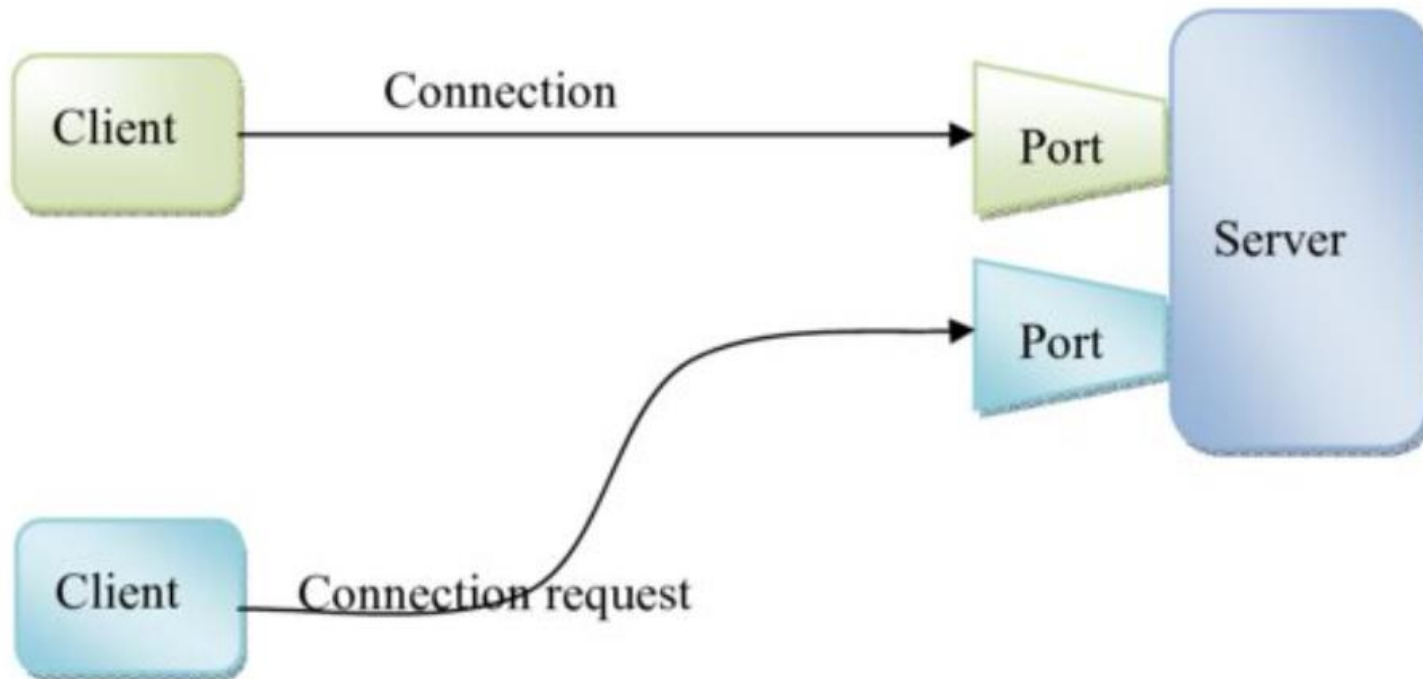 Client
Connection
Port
Server
Port
Client
Connection request